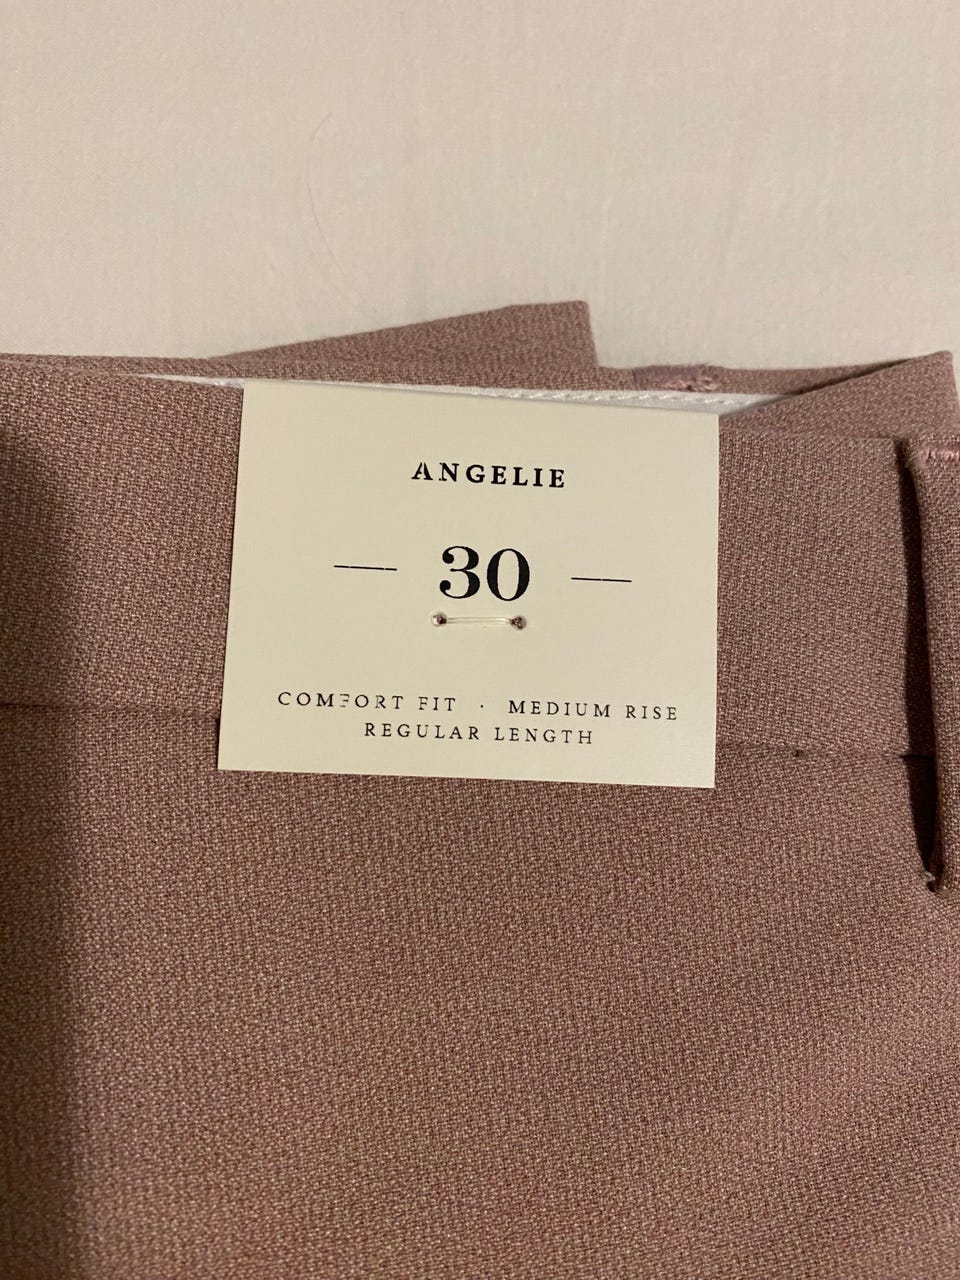 ANGELIE
— 30 —
COMFORT FIT · MEDIUM RISE
REGULAR LENGTH